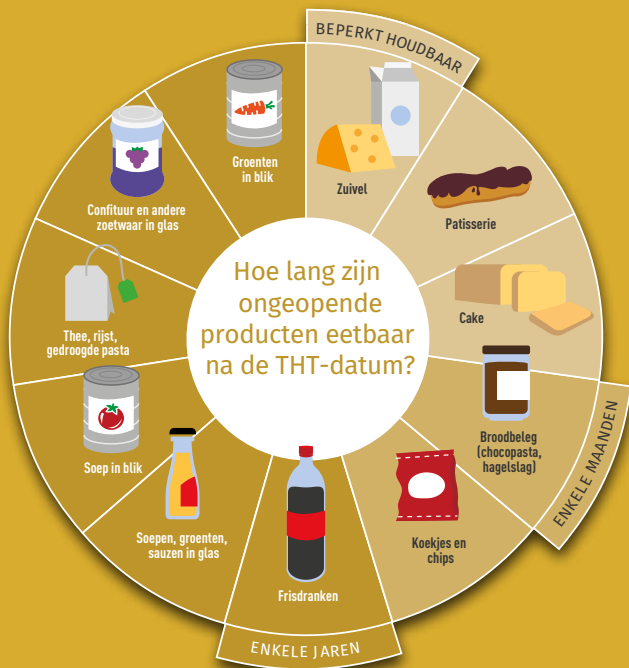 BEPERKT HOUDBAAR
Groenten
in blik
Zuivel
Confituur en andere
zoetwaar in glas
Patisserie
Hoe lang zijn
ongeopende
producten eetbaar
na de THT-datum?
Cake
Thee, rijst,
gedroogde pasta
Broodbeleg
(chocopasta,
hagelslag)
ENKELE MAANDEN
Soep in blik
Soepen, groenten,
sauzen in glas
Koekjes en
chips
Frisdranken
ENKELE JAREN